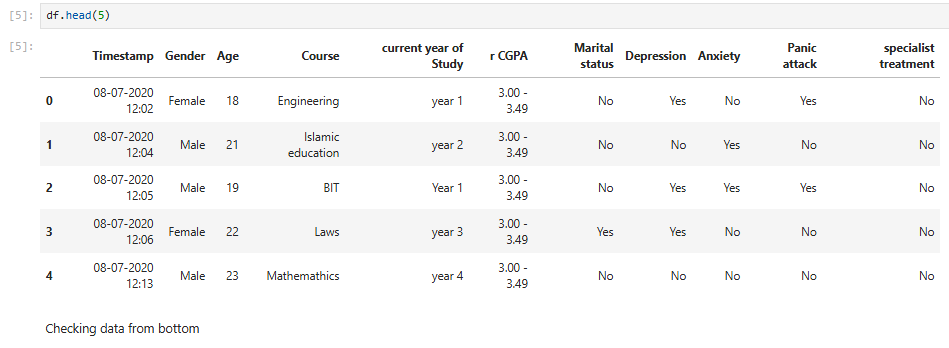 [5]: df.head(5)
[5]:
Timestamp Gender Age Course current year of Study r CGPA Marital status Depression Anxiety Panic attack specialist treatment
0 08-07-2020 12:02 Female 18 Engineering year 1 3.00 - 3.49 No Yes No Yes No
1 08-07-2020 12:04 Male 21 Islamic education year 2 3.00 - 3.49 No No Yes No No
2 08-07-2020 12:05 Male 19 BIT Year 1 3.00 - 3.49 No Yes Yes Yes No
3 08-07-2020 12:06 Female 22 Laws year 3 3.00 - 3.49 Yes Yes No No No
4 08-07-2020 12:13 Male 23 Mathemathics year 4 3.00 - 3.49 No No No No No
Checking data from bottom